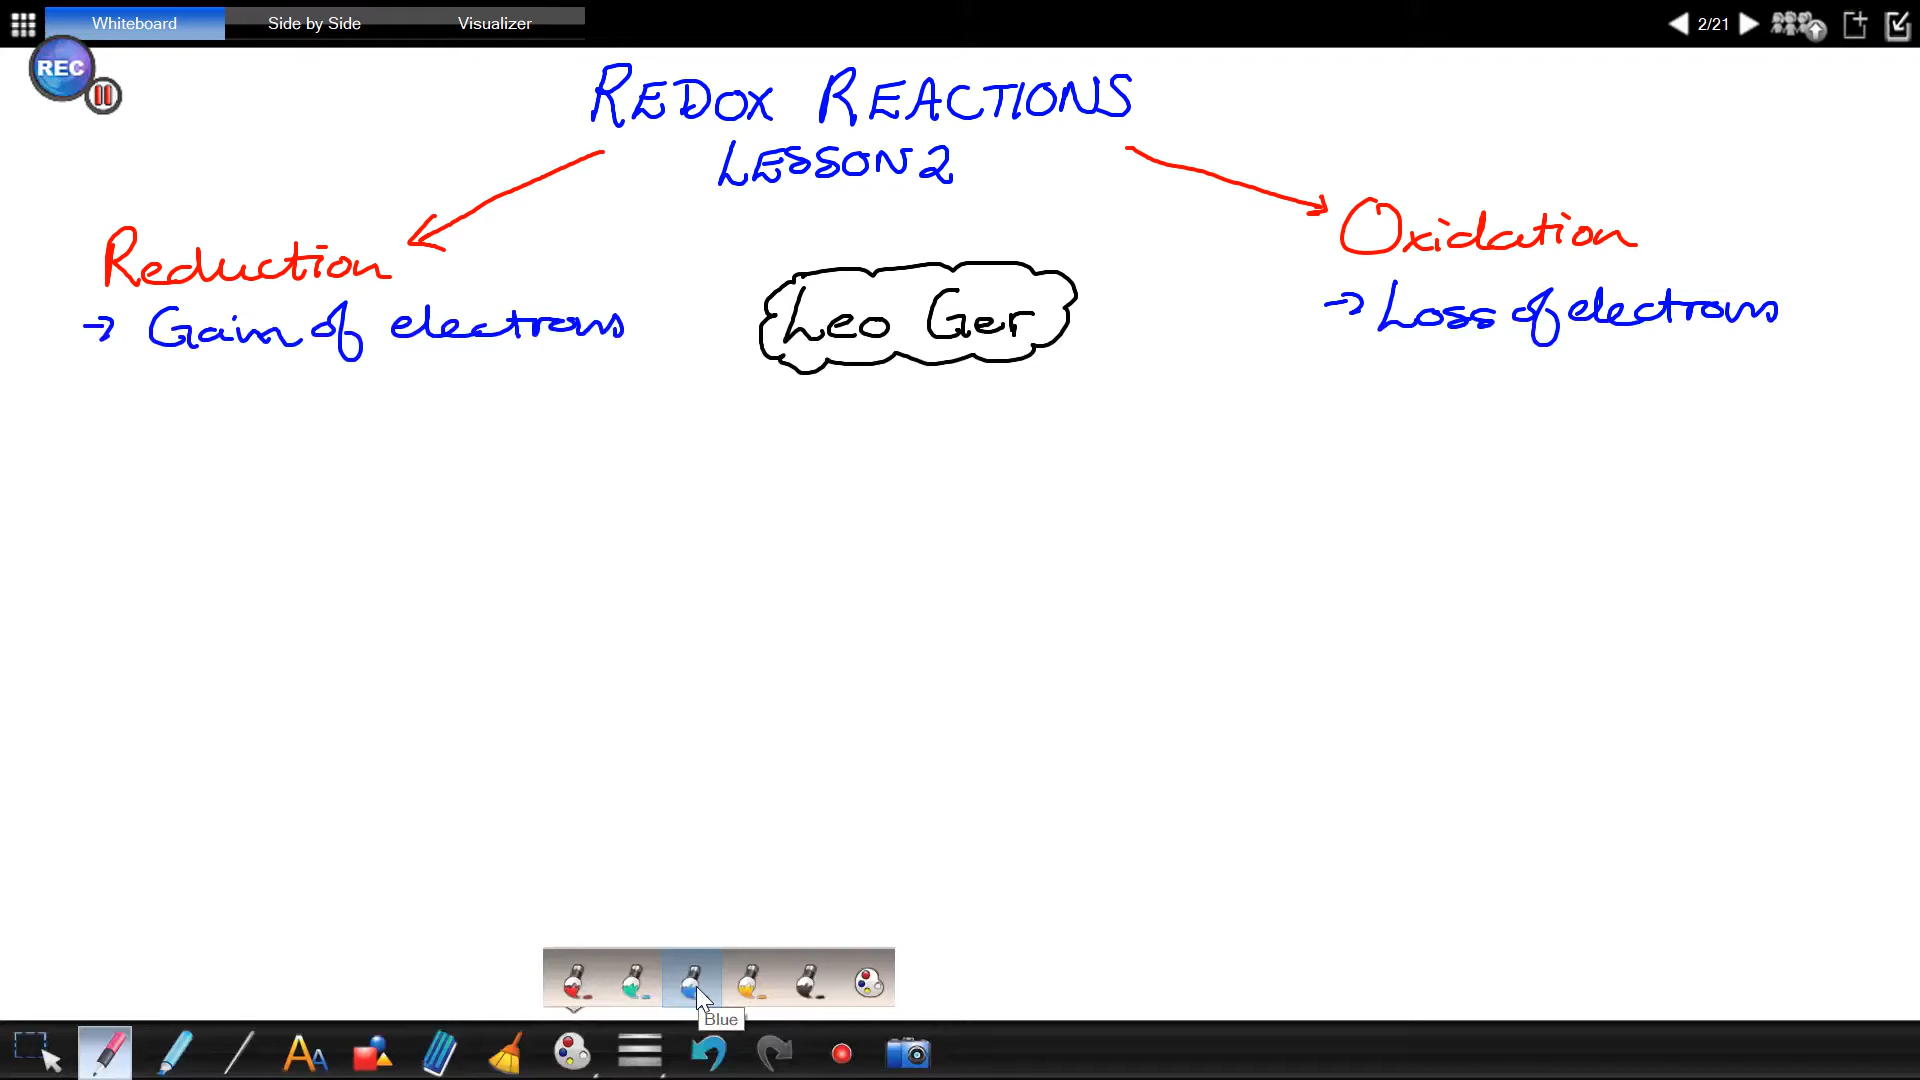 Whiteboard Side by Side Visualizer 2/21
REC
REDOX REACTIONS
LESSON 2
Reduction
→ Gain of electrons
Leo Ger
Oxidation
→ Loss of electrons
Blue
AA